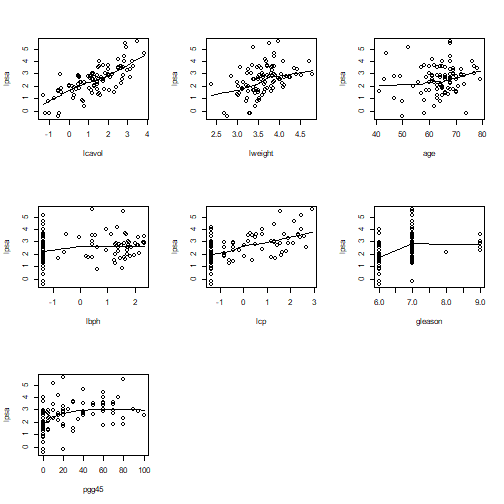 lpsa
0 1 2 3 4 5
-1 0 1 2 3 4
lcavol
lpsa
0 1 2 3 4 5
2.5 3.0 3.5 4.0 4.5
lweight
lpsa
0 1 2 3 4 5
40 50 60 70 80
age
lpsa
0 1 2 3 4 5
-1 0 1 2
lbph
lpsa
0 1 2 3 4 5
-1 0 1 2 3
lcp
lpsa
0 1 2 3 4 5
6.0 7.0 8.0 9.0
gleason
lpsa
0 1 2 3 4 5
0 20 40 60 80 100
pgg45